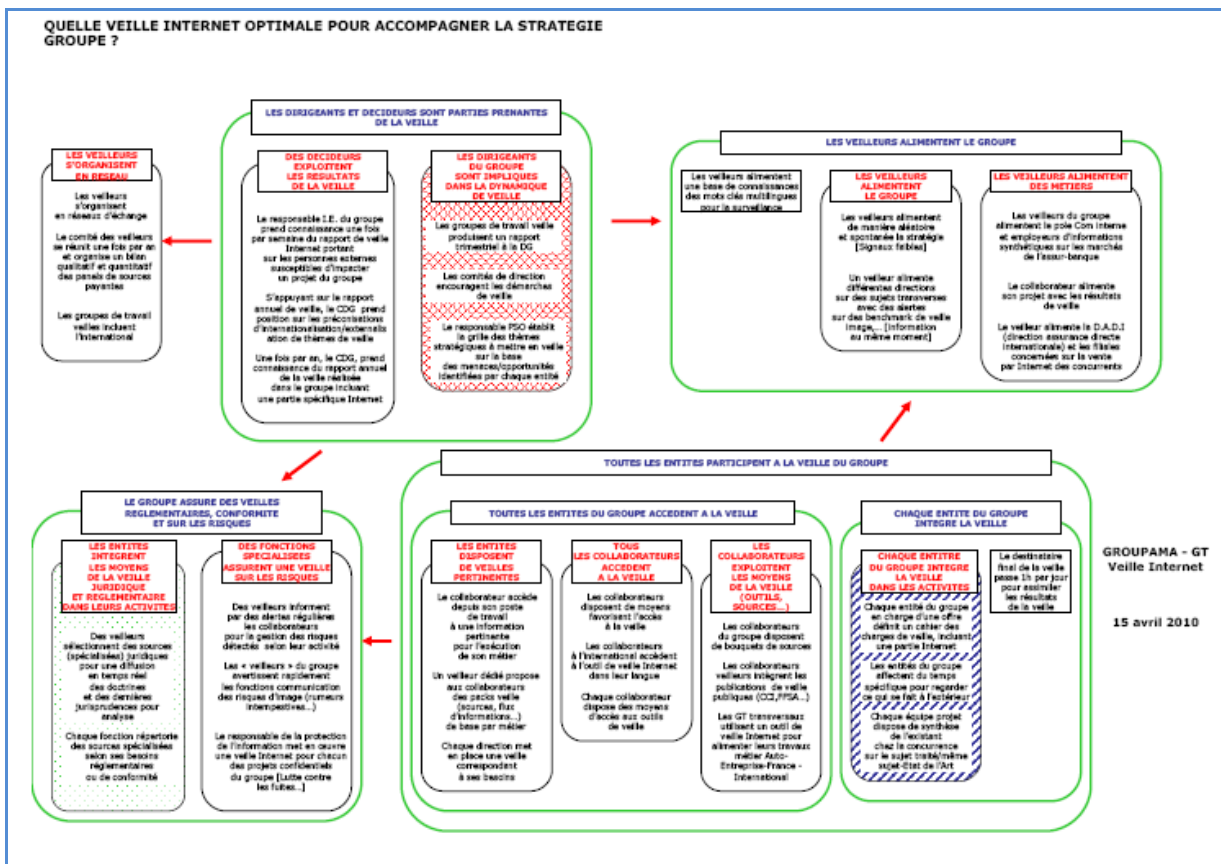 QUELLE VEILLE INTERNET OPTIMALE POUR ACCOMPAGNER LA STRATEGIE
GROUPE ?
LES DIRIGEANTS ET DECIDEURS SONT PARTIES PRENANTES
DE LA VEILLE
LES VEILLEURS
S'ORGANISENT
EN RESEAU
Les veilleurs
s'organisent
en réseaux d'échange
Le comité des veilleurs
se réunit une fois par an
et organise un bilan
qualitatif et quantitatif
des panels de sources
payantes
Les groupes de travail
veilles incluent
l'international
DES DECIDEURS
EXPLOITENT
LES RESULTATS
DE LA VEILLE
Le responsable I.E. du groupe
prend connaissance une fois
par semaine du rapport de veille
Internet portant
sur les personnes externes
susceptibles d'impacter
un projet du groupe
S'appuyant sur le rapport
annuel de veille, le CDG prend
position sur les préconisations
d'internationalisation/externalis
ation de thèmes de veille
Une fois par an, le CDG, prend
connaissance du rapport annuel
de la veille réalisée
dans le groupe incluant
une partie spécifique Internet
LES DIRIGEANTS
DU GROUPE
SONT IMPLIQUES
DANS LA DYNAMIQUE
DE VEILLE
Les groupes de travail veille
produisent un rapport
trimestriel à la DG
Les comités de direction
encouragent les démarches
de veille
Le responsable PSO établit
la grille des thèmes
stratégiques à mettre en veille
sur la base
des menaces/opportunités
identifiées par chaque entité
LES VEILLEURS ALIMENTENT LE GROUPE
Les veilleurs alimentent
une base de connaissances
des mots clés multilingues
pour la surveillance
LES VEILLEURS
ALIMENTENT
LE GROUPE
Les veilleurs alimentent
de manière aléatoire
et spontanée la stratégie
[Signaux faibles]
Un veilleur alimente
différentes directions
sur des sujets transverses
avec des alertes
sur des benchmark de veille
image,... [information
au même moment]
LES VEILLEURS ALIMENTENT
DES METIERS
Les veilleurs du groupe
alimentent le pole Com interne
et employeurs d'informations
synthétiques sur les marchés
de l'assur-banque
Le collaborateur alimente
son projet avec les résultats
de veille
Le veilleur alimente la D.A.D.I
(direction assurance directe
internationale) et les filiales
concernées sur la vente
par Internet des concurrents
TOUTES LES ENTITES PARTICIPENT A LA VEILLE DU GROUPE
LE GROUPE ASSURE DES VEILLES
REGLEMENTAIRES, CONFORMITE
ET SUR LES RISQUES
LES ENTITES
INTEGRENT
LES MOYENS
DE LA VEILLE
JURIDIQUE
ET REGLEMENTAIRE
DANS LEURS ACTIVITES
Des veilleurs
sélectionnent des sources
(spécialisées) juridiques
pour une diffusion
en temps réel
des doctrines
et des dernières
jurisprudences pour
analyse
Chaque fonction répertorie
des sources spécialisées
selon ses besoins
réglementaires
ou de conformité
DES FONCTIONS
SPECIALISEES
ASSURENT UNE VEILLE
SUR LES RISQUES
Des veilleurs informent
par des alertes régulières
les collaborateurs
pour la gestion des risques
détectés selon leur activité
Les « veilleurs » du groupe
avertissent rapidement
les fonctions communication
des risques d'image (rumeurs
intempestives...)
Le responsable de la protection
de l'information met en œuvre
une veille Internet pour chacun
des projets confidentiels
du groupe [Lutte contre
les fuites...]
TOUTES LES ENTITES DU GROUPE ACCEDENT A LA VEILLE
LES ENTITES
DISPOSENT
DE VEILLES
PERTINENTES
Le collaborateur accède
depuis son poste
de travail
à une information
pertinente
pour l'exécution
de son métier
Un veilleur dédié propose
aux collaborateurs
des packs veille
(sources, flux
d'informations...)
de base par métier
Chaque direction met
en place une veille
correspondant
à ses besoins
TOUS
LES COLLABORATEURS
ACCEDENT
A LA VEILLE
Les collaborateurs
disposent de moyens
favorisant l'accès
à la veille
Les collaborateurs
à l'international accèdent
à l'outil de veille Internet
dans leur langue
Chaque collaborateur
dispose des moyens
d'accès aux outils
de veille
LES
COLLABORATEURS
EXPLOITENT
LES MOYENS
DE LA VEILLE
(OUTILS,
SOURCES...)
Les collaborateurs
du groupe disposent
de bouquets de sources
Les collaborateurs
veilleurs intègrent les
publications de veille
publiques (CCI,FFSA...)
Les GT transversaux
utilisent un outil de
veille Internet pour
alimenter leurs travaux
métier Auto-
Entreprise-France -
International
CHAQUE ENTITE DU GROUPE
INTEGRE LA VEILLE
CHAQUE ENTITRE
DU GROUPE INTEGRE
LA VEILLE
DANS LES ACTIVITES
Chaque entité du groupe
en charge d'une offre
définit un cahier des
charges de veille, incluant
une partie Internet
Les entités du groupe
affectent du temps
spécifique pour regarder
ce qui se fait à l'extérieur
Chaque équipe projet
dispose de synthèse
de l'existant
chez la concurrence
sur le sujet traité/même
sujet-Etat de l'Art
Le destinataire
final de la veille
passe 1h par jour
pour assimiler
les résultats
de la veille
GROUPAMA - GT
Veille Internet
15 avril 2010